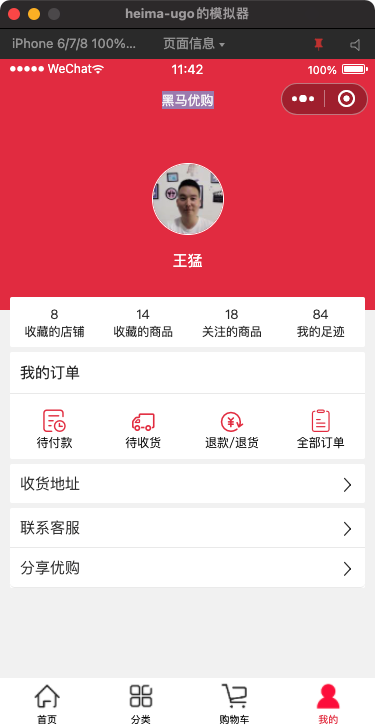 heima-ugo的模拟器
iPhone 6/7/8 100%... 页面信息
WeChat 11:42 100%
黑马优购
王猛
8 14 18 84
收藏的店铺 收藏的商品 关注的商品 我的足迹
我的订单
待付款 待收货 退款/退货 全部订单
收货地址
联系客服
分享优购
首页 分类 购物车 我的